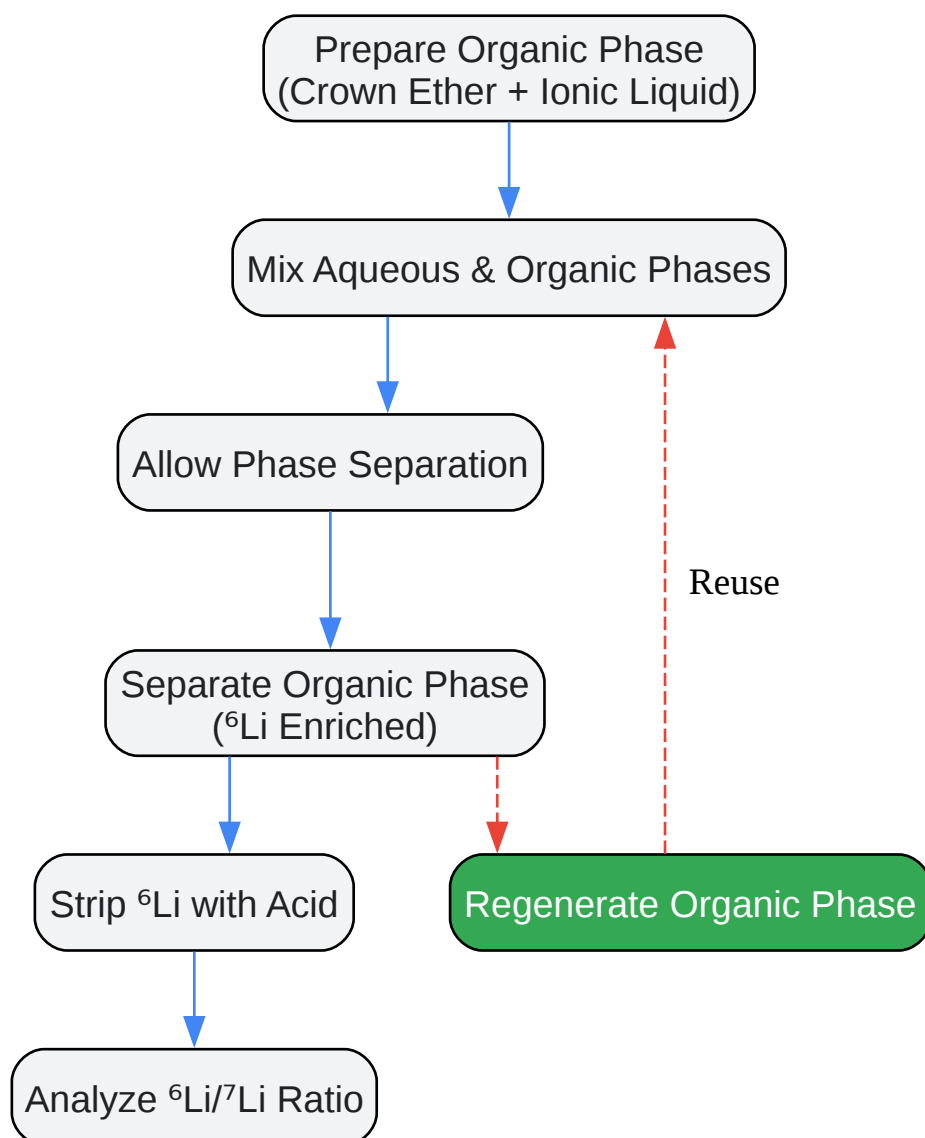 Prepare Organic Phase
(Crown Ether + Ionic Liquid)
Mix Aqueous & Organic Phases
Allow Phase Separation
Reuse
Separate Organic Phase
(⁶Li Enriched)
Strip ⁶Li with Acid
Regenerate Organic Phase
Analyze ⁶Li/⁷Li Ratio